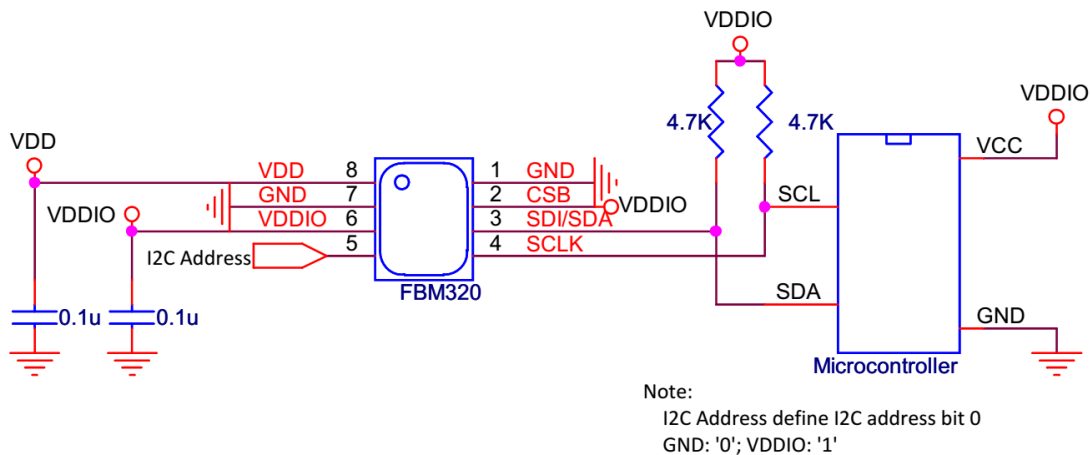 VDDIO
4.7K 4.7K
VDDIO
VCC
VDD
VDD 8 1 GND
SCL
GND 7 2 CSB VDDIO
VDDIO VDDIO 6 3 SDI/SDA
I2C Address 5 4 SCLK
FBM320
SDA
0.1u 0.1u
GND
Microcontroller
Note:
I2C Address define I2C address bit 0
GND: '0'; VDDIO: '1'